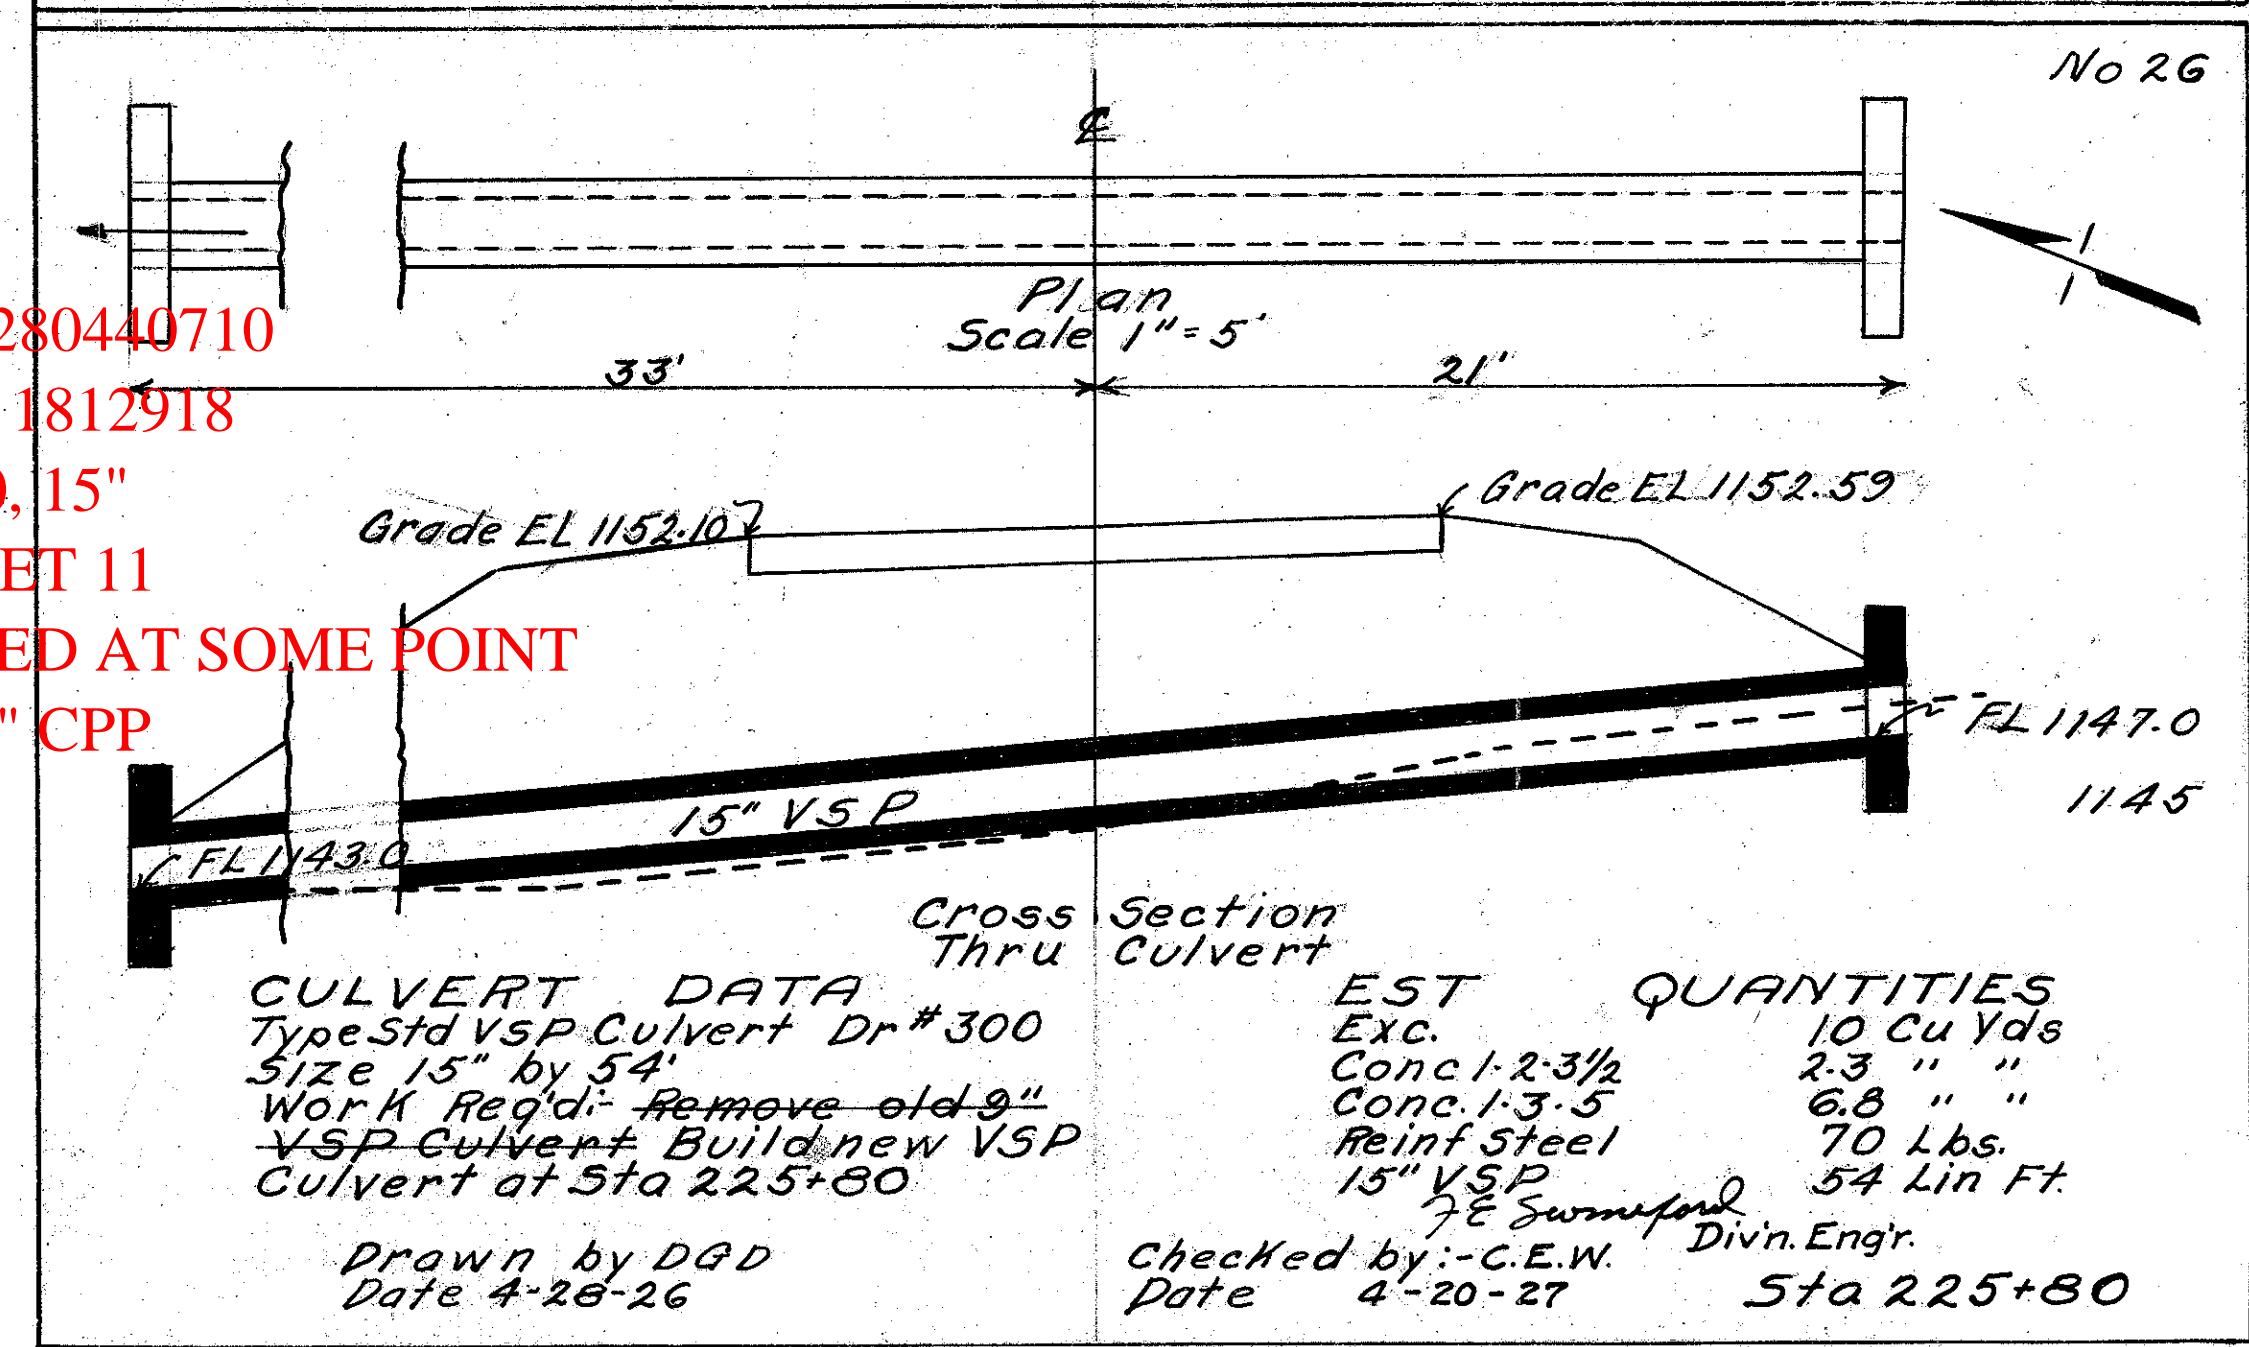 No 26
℄
Plan
Scale 1" = 5'
280440710
33'
21'
1812918
, 15"
Grade EL 1152.10
Grade EL 1152.59
ET 11
ED AT SOME POINT
" CPP
FL 1147.0
1145
15" VSP
FL 1143.0
Cross Section
Thru Culvert
CULVERT DATA
Type Std VSP Culvert Dr # 300
Size 15" by 54'
Work Req'd:- Remove old 9"
VSP Culvert Build new VSP
Culvert at Sta 225+80
EST QUANTITIES
Exc. 10 Cu Yds
Conc 1·2·3½ 2.3 " "
Conc. 1·3·5 6.8 " "
Reinf Steel 70 Lbs.
15" VSP 54 Lin Ft.
Div'n. Eng'r.
Drawn by DGD
Date 4-28-26
Checked by:- C.E.W.
Date 4-20-27
Sta 225+80